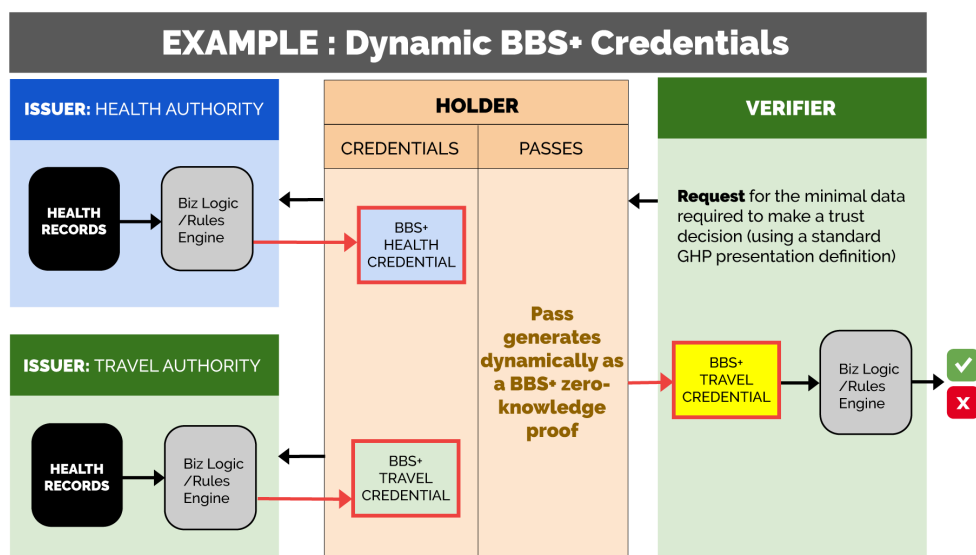 EXAMPLE : Dynamic BBS+ Credentials
ISSUER: HEALTH AUTHORITY
HEALTH
RECORDS
Biz Logic
/Rules
Engine
ISSUER: TRAVEL AUTHORITY
HEALTH
RECORDS
Biz Logic
/Rules
Engine
HOLDER
CREDENTIALS
PASSES
BBS+
HEALTH
CREDENTIAL
BBS+
TRAVEL
CREDENTIAL
Pass
generates
dynamically as
a BBS+ zero-
knowledge
proof
VERIFIER
Request for the minimal data
required to make a trust
decision (using a standard
GHP presentation definition)
BBS+
TRAVEL
CREDENTIAL
Biz Logic
/Rules
Engine